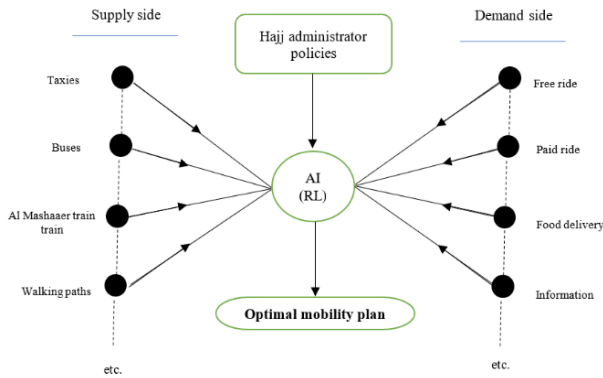 Supply side
Hajj administrator
policies
Demand side
Taxies
Free ride
Buses
Paid ride
AI
(RL)
Al Mashaaer train
train
Food delivery
Walking paths
Information
Optimal mobility plan
etc.
etc.